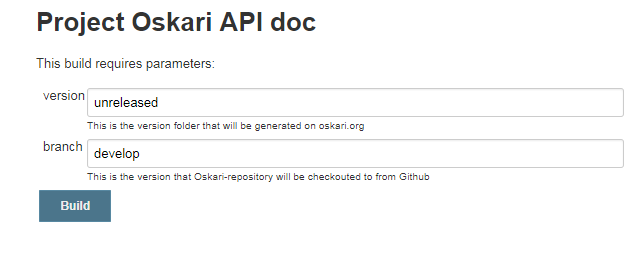 Project Oskari API doc
This build requires parameters:
version unreleased
This is the version folder that will be generated on oskari.org
branch develop
This is the version that Oskari-repository will be checkouted to from Github
Build